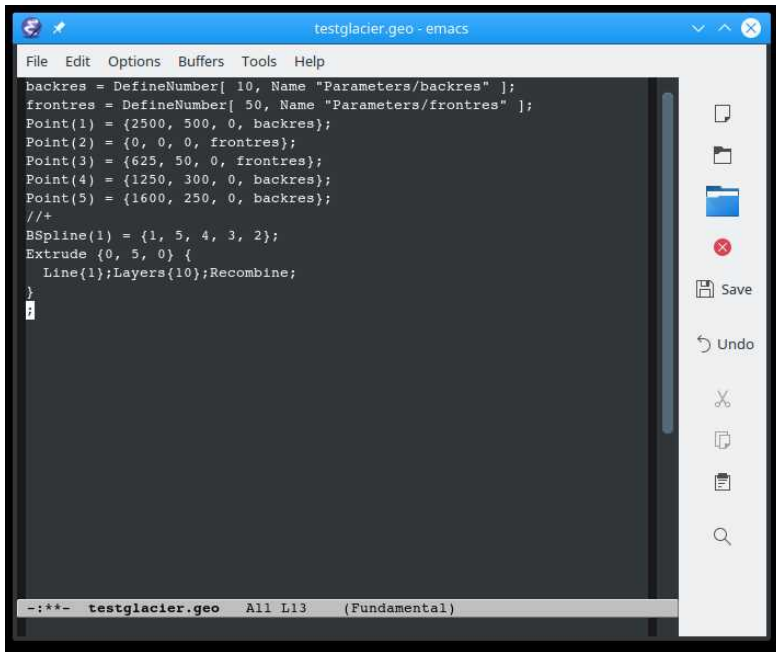 testglacier.geo - emacs
File Edit Options Buffers Tools Help
backres = DefineNumber[ 10, Name "Parameters/backres" ];
frontres = DefineNumber[ 50, Name "Parameters/frontres" ];
Point(1) = {2500, 500, 0, backres};
Point(2) = {0, 0, 0, frontres};
Point(3) = {625, 50, 0, frontres};
Point(4) = {1250, 300, 0, backres};
Point(5) = {1600, 250, 0, backres};
//+
BSpline(1) = {1, 5, 4, 3, 2};
Extrude {0, 5, 0} {
  Line{1};Layers{10};Recombine;
}
;
Save
Undo
-:**- testglacier.geo All L13 (Fundamental)